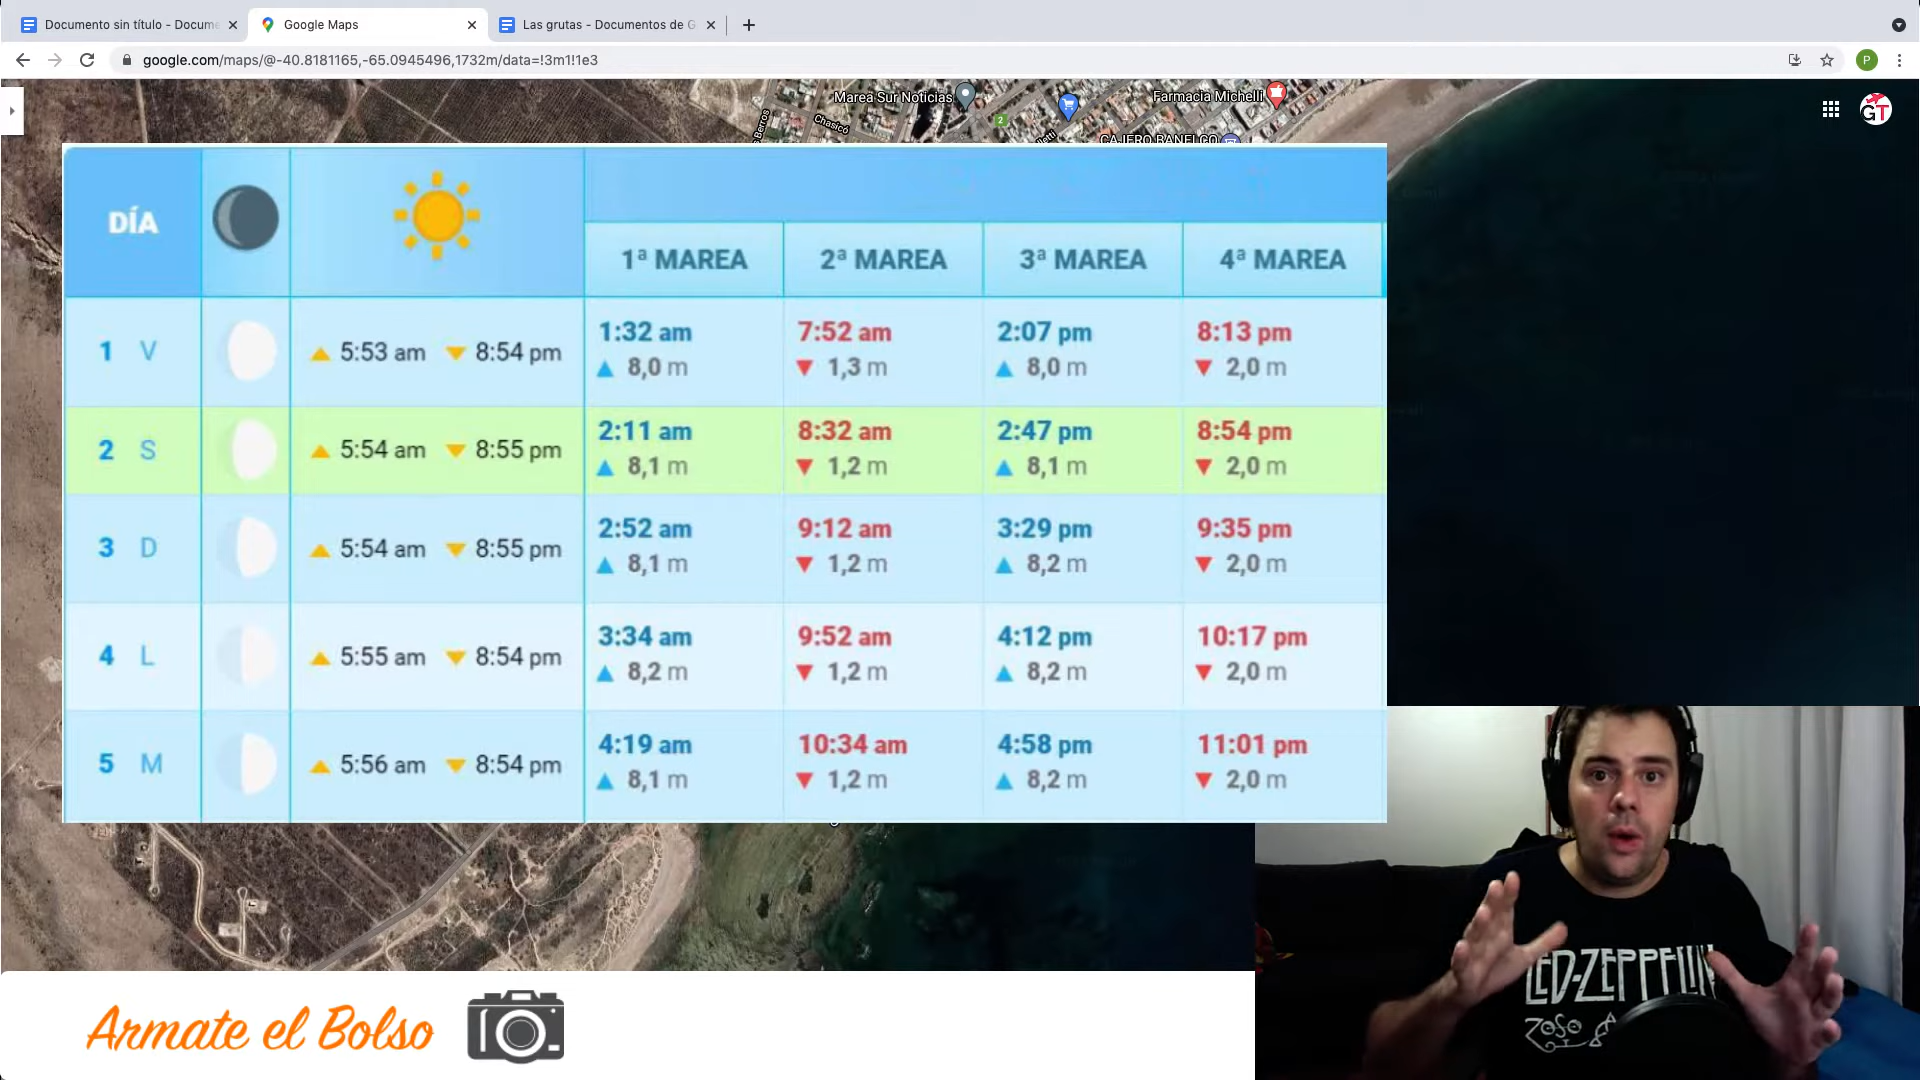 Documento sin título - Docume
Google Maps
Las grutas - Documentos de G
google.com/maps/@-40.8181165,-65.0945496,1732m/data=!3m1!1e3
P
Marea Sur Noticias
Farmacia Michelli
GT
Berros
Chasicó
2
CAJERO BANELCO
DÍA
1ª MAREA 2ª MAREA 3ª MAREA 4ª MAREA
1 V ▲ 5:53 am ▼ 8:54 pm 1:32 am 7:52 am 2:07 pm 8:13 pm
▲ 8,0 m ▼ 1,3 m ▲ 8,0 m ▼ 2,0 m
2 S ▲ 5:54 am ▼ 8:55 pm 2:11 am 8:32 am 2:47 pm 8:54 pm
▲ 8,1 m ▼ 1,2 m ▲ 8,1 m ▼ 2,0 m
3 D ▲ 5:54 am ▼ 8:55 pm 2:52 am 9:12 am 3:29 pm 9:35 pm
▲ 8,1 m ▼ 1,2 m ▲ 8,2 m ▼ 2,0 m
4 L ▲ 5:55 am ▼ 8:54 pm 3:34 am 9:52 am 4:12 pm 10:17 pm
▲ 8,2 m ▼ 1,2 m ▲ 8,2 m ▼ 2,0 m
5 M ▲ 5:56 am ▼ 8:54 pm 4:19 am 10:34 am 4:58 pm 11:01 pm
▲ 8,1 m ▼ 1,2 m ▲ 8,2 m ▼ 2,0 m
LED-ZEPPELIN
ZOSO
Armate el Bolso